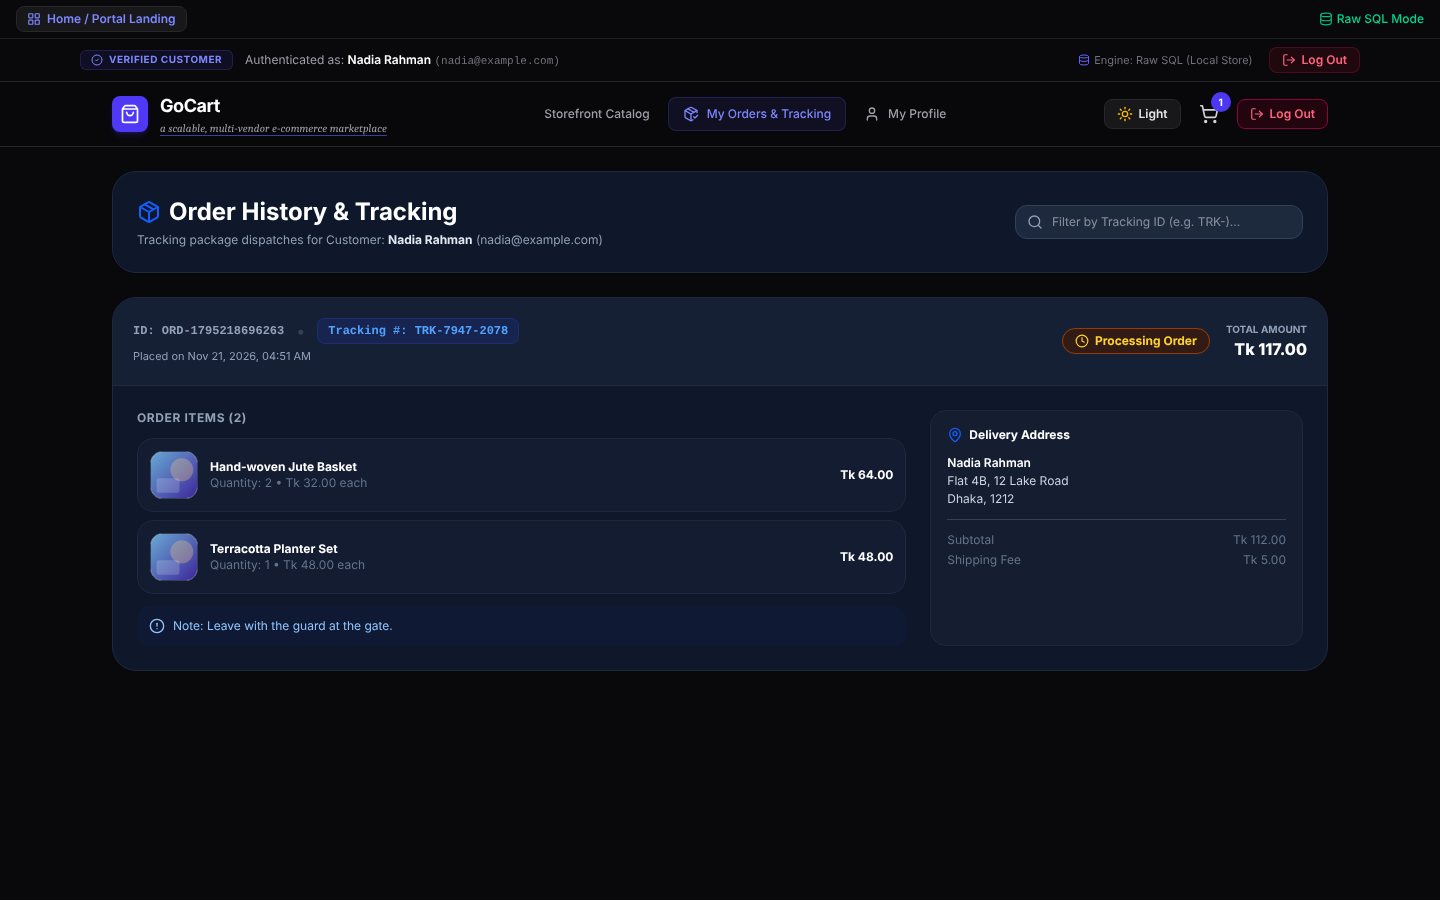 Home / Portal Landing
Raw SQL Mode
VERIFIED CUSTOMER
Authenticated as: Nadia Rahman (nadia@example.com)
Engine: Raw SQL (Local Store)
Log Out
GoCart
a scalable, multi-vendor e-commerce marketplace
Storefront Catalog
My Orders & Tracking
My Profile
Light
1
Log Out
Order History & Tracking
Tracking package dispatches for Customer: Nadia Rahman (nadia@example.com)
Filter by Tracking ID (e.g. TRK-)...
ID: ORD-1795218696263
Tracking #: TRK-7947-2078
Placed on Nov 21, 2026, 04:51 AM
Processing Order
TOTAL AMOUNT
Tk 117.00
ORDER ITEMS (2)
Hand-woven Jute Basket
Quantity: 2 • Tk 32.00 each
Tk 64.00
Terracotta Planter Set
Quantity: 1 • Tk 48.00 each
Tk 48.00
Note: Leave with the guard at the gate.
Delivery Address
Nadia Rahman
Flat 4B, 12 Lake Road
Dhaka, 1212
Subtotal Tk 112.00
Shipping Fee Tk 5.00